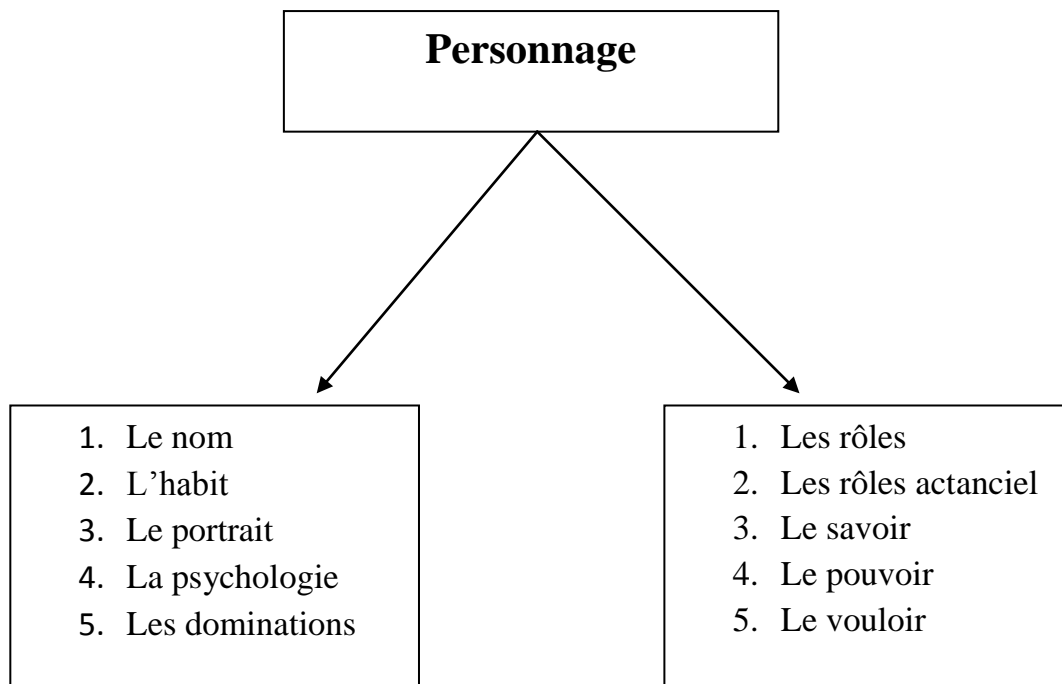 Personnage
1. Le nom
2. L’habit
3. Le portrait
4. La psychologie
5. Les dominations
1. Les rôles
2. Les rôles actanciel
3. Le savoir
4. Le pouvoir
5. Le vouloir